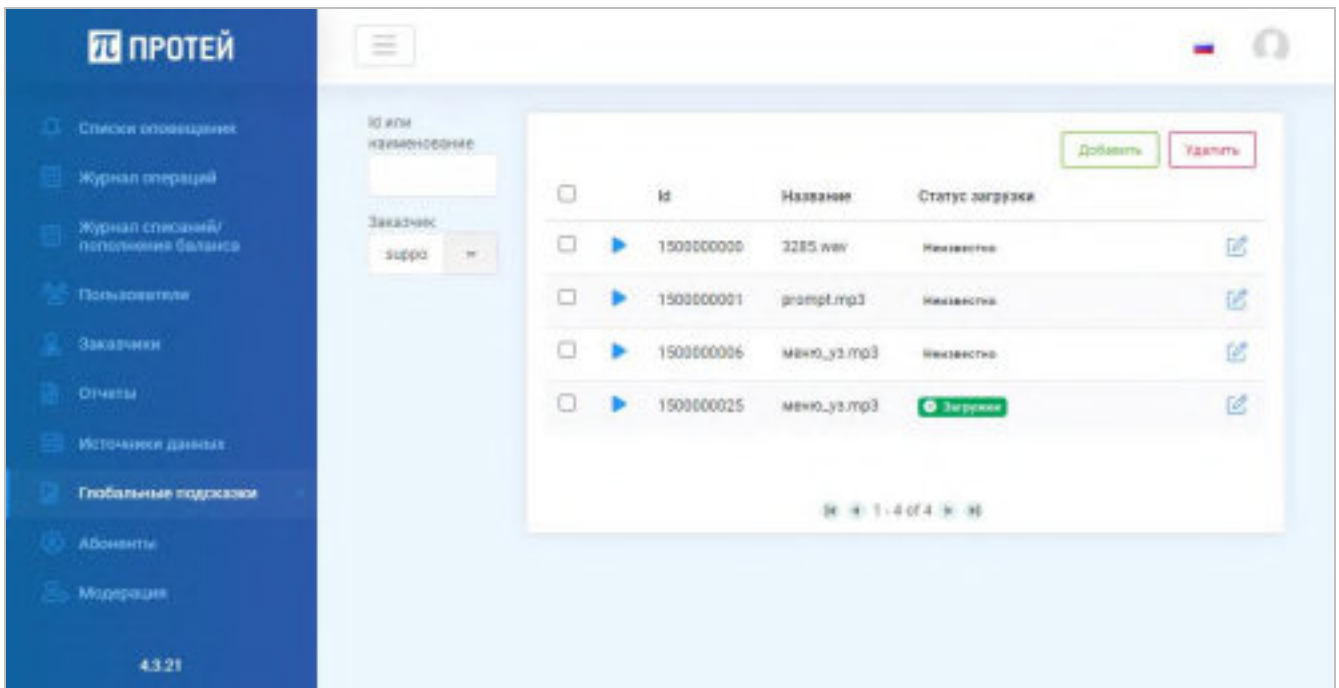 ПРОТЕЙ
Списки оповещения
Журнал операций
Журнал списаний/
пополнения баланса
Пользователи
Заказчики
Отчеты
Источники данных
Глобальные подсказки
Абоненты
Модерация
4.3.21
Id или
наименование
Заказчик
suppo
Добавить Удалить
Id Название Статус загрузки
1500000000 3285.wav Неизвестно
1500000001 prompt.mp3 Неизвестно
1500000006 меню_уз.mp3 Неизвестно
1500000025 меню_уз.mp3 Загружен
1 - 4 of 4